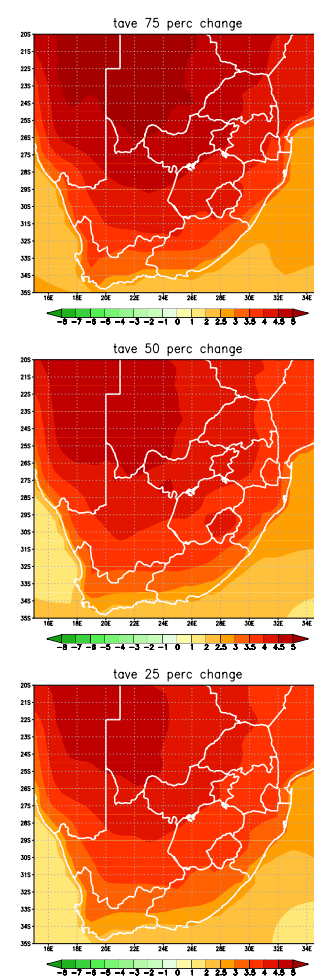 tave 75 perc change
20S
21S
22S
23S
24S
25S
26S
27S
28S
29S
30S
31S
32S
33S
34S
35S
16E 18E 20E 22E 24E 26E 28E 30E 32E 34E
-8 -7 -6 -5 -4 -3 -2 -1 0 1 2 2.5 3 3.5 4 4.5 5
tave 50 perc change
20S
21S
22S
23S
24S
25S
26S
27S
28S
29S
30S
31S
32S
33S
34S
35S
16E 18E 20E 22E 24E 26E 28E 30E 32E 34E
-8 -7 -6 -5 -4 -3 -2 -1 0 1 2 2.5 3 3.5 4 4.5 5
tave 25 perc change
20S
21S
22S
23S
24S
25S
26S
27S
28S
29S
30S
31S
32S
33S
34S
35S
16E 18E 20E 22E 24E 26E 28E 30E 32E 34E
-8 -7 -6 -5 -4 -3 -2 -1 0 1 2 2.5 3 3.5 4 4.5 5